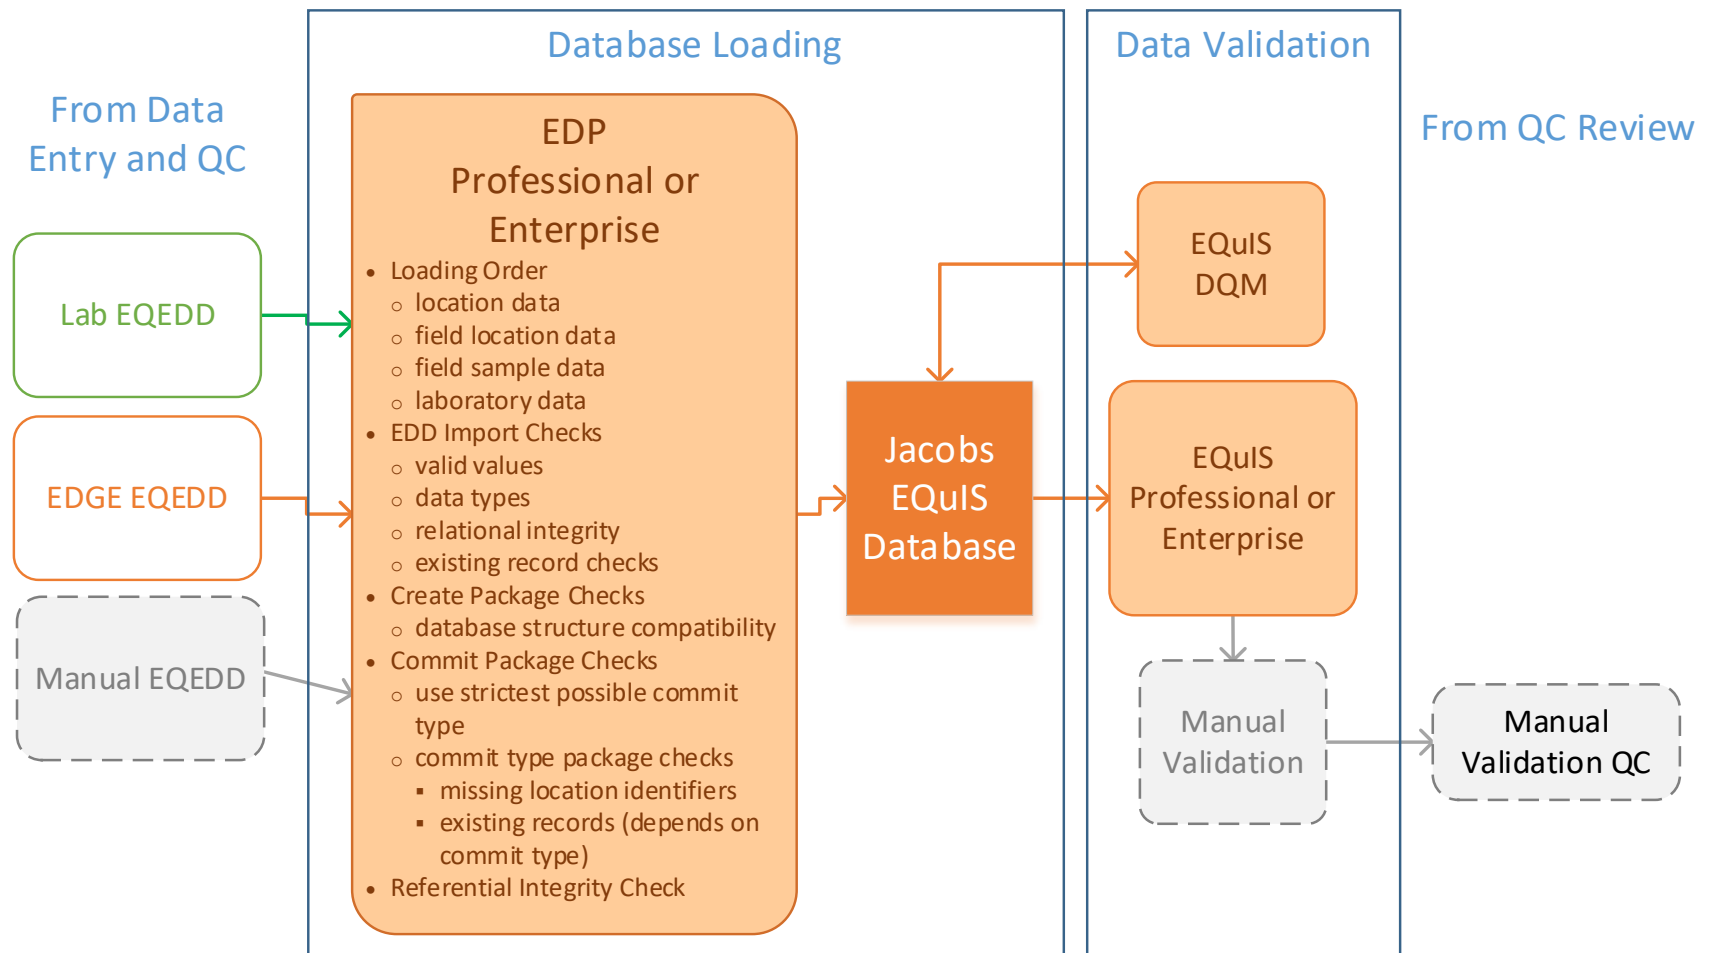 Database Loading
Data Validation
From Data
Entry and QC
From QC Review
Lab EQEDD
EDGE EQEDD
Manual EQEDD
EDP
Professional or
Enterprise
• Loading Order
o location data
o field location data
o field sample data
o laboratory data
• EDD Import Checks
o valid values
o data types
o relational integrity
o existing record checks
• Create Package Checks
o database structure compatibility
• Commit Package Checks
o use strictest possible commit
type
o commit type package checks
▪ missing location identifiers
▪ existing records (depends on
commit type)
• Referential Integrity Check
Jacobs
EQuIS
Database
EQuIS
DQM
EQuIS
Professional or
Enterprise
Manual
Validation
Manual
Validation QC